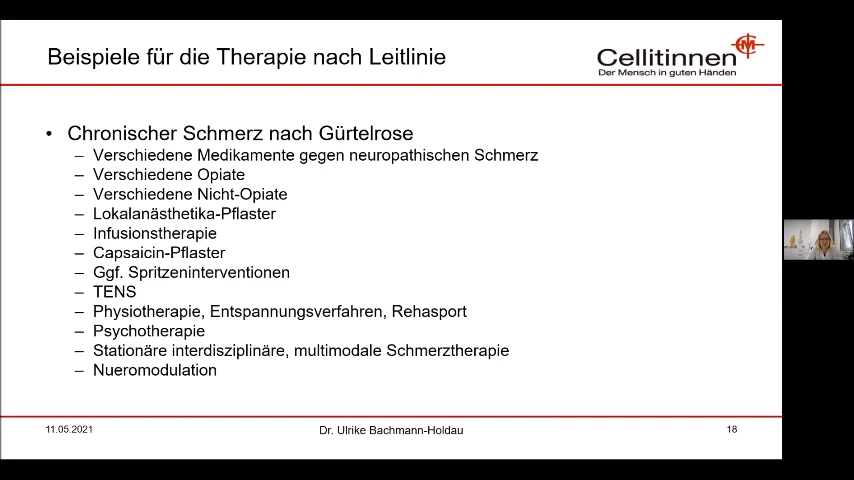 Beispiele für die Therapie nach Leitlinie
Cellitinnen
Der Mensch in guten Händen
• Chronischer Schmerz nach Gürtelrose
– Verschiedene Medikamente gegen neuropathischen Schmerz
– Verschiedene Opiate
– Verschiedene Nicht-Opiate
– Lokalanästhetika-Pflaster
– Infusionstherapie
– Capsaicin-Pflaster
– Ggf. Spritzeninterventionen
– TENS
– Physiotherapie, Entspannungsverfahren, Rehasport
– Psychotherapie
– Stationäre interdisziplinäre, multimodale Schmerztherapie
– Nueromodulation
11.05.2021
Dr. Ulrike Bachmann-Holdau
18